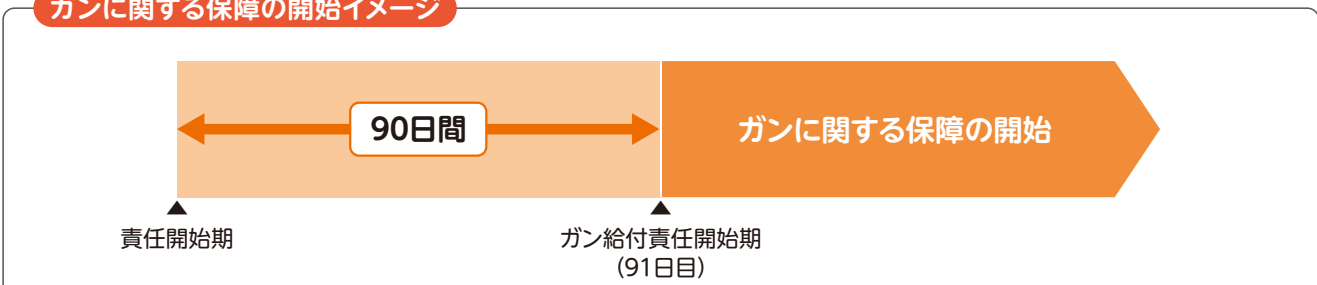 ガンに関する保障の開始イメージ
90日間
ガンに関する保障の開始
責任開始期
ガン給付責任開始期
(91日目)